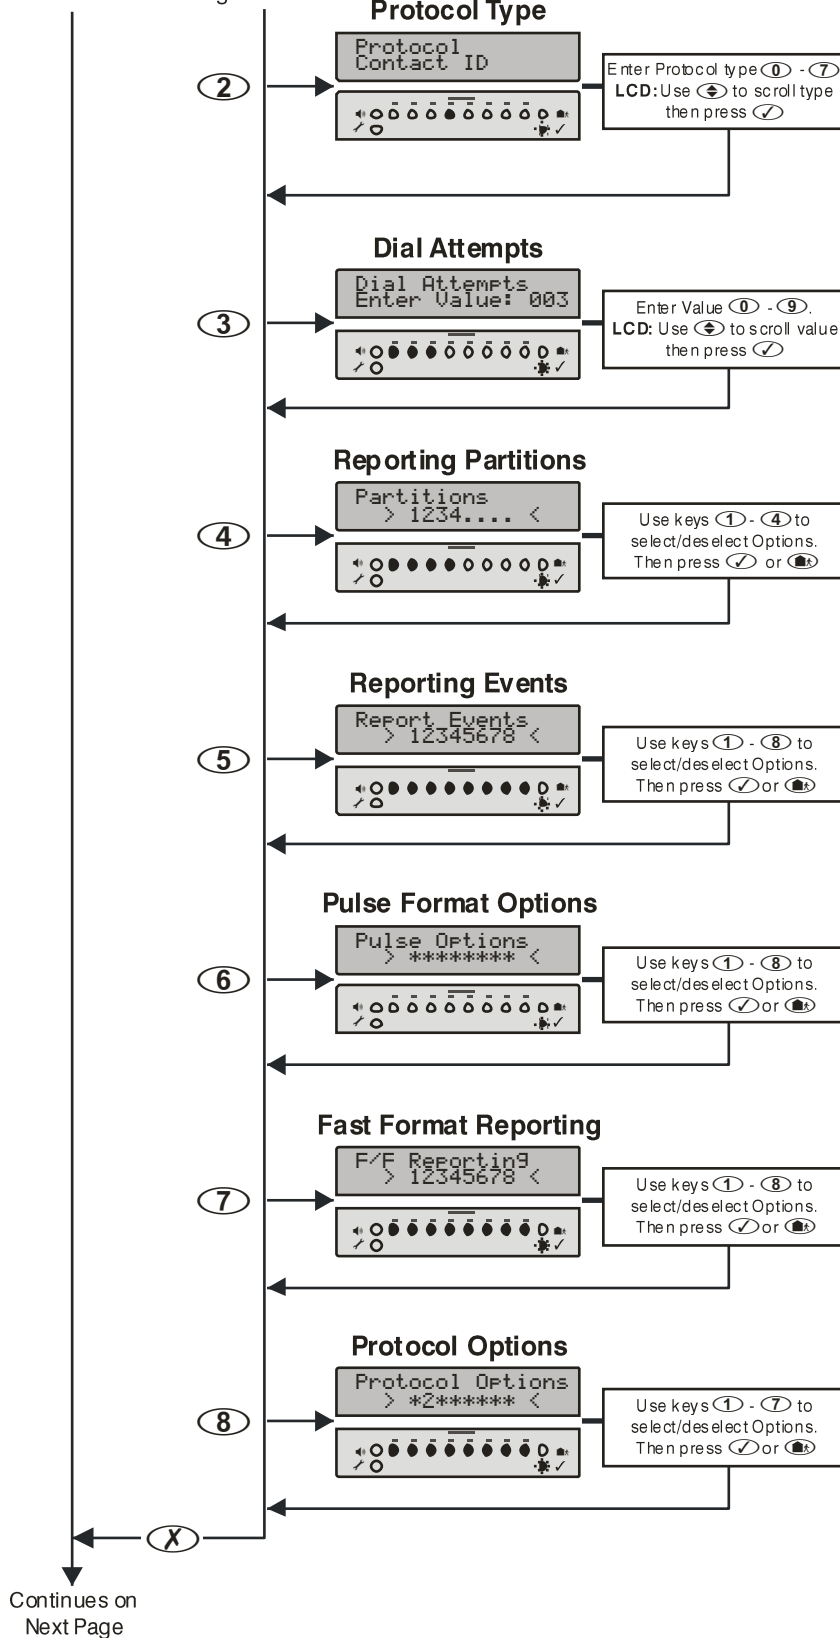 Protocol Type
2
Protocol
Contact ID
Enter Protocol type 0 - 7
LCD: Use to scroll type
then press ✓
Dial Attempts
3
Dial Attempts
Enter Value: 003
Enter Value 0 - 9.
LCD: Use to scroll value
then press ✓
Reporting Partitions
4
Partitions
> 1234.... <
Use keys 1 - 4 to
select/deselect Options.
Then press ✓ or
Reporting Events
5
Report Events
> 12345678 <
Use keys 1 - 8 to
select/deselect Options.
Then press ✓ or
Pulse Format Options
6
Pulse Options
> ******** <
Use keys 1 - 8 to
select/deselect Options.
Then press ✓ or
Fast Format Reporting
7
F/F Reporting
> 12345678 <
Use keys 1 - 8 to
select/deselect Options.
Then press ✓ or
Protocol Options
8
Protocol Options
> *2****** <
Use keys 1 - 7 to
select/deselect Options.
Then press ✓ or
✗
Continues on
Next Page